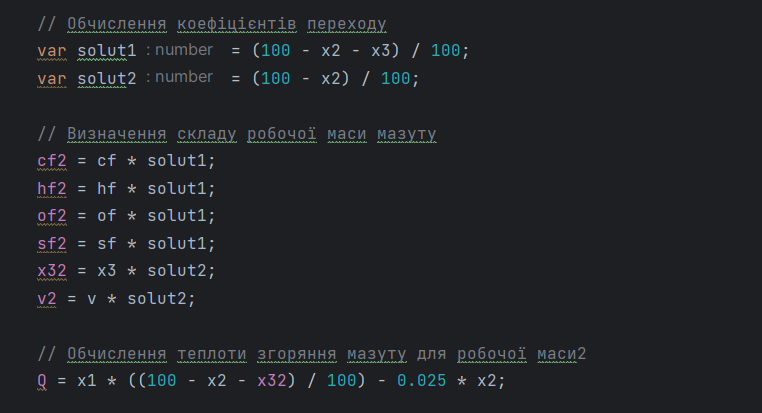 // Обчислення коефіцієнтів переходу
var solut1 : number = (100 - x2 - x3) / 100;
var solut2 : number = (100 - x2) / 100;
// Визначення складу робочої маси мазуту
cf2 = cf * solut1;
hf2 = hf * solut1;
of2 = of * solut1;
sf2 = sf * solut1;
x32 = x3 * solut2;
v2 = v * solut2;
// Обчислення теплоти згоряння мазуту для робочої маси2
Q = x1 * ((100 - x2 - x32) / 100) - 0.025 * x2;